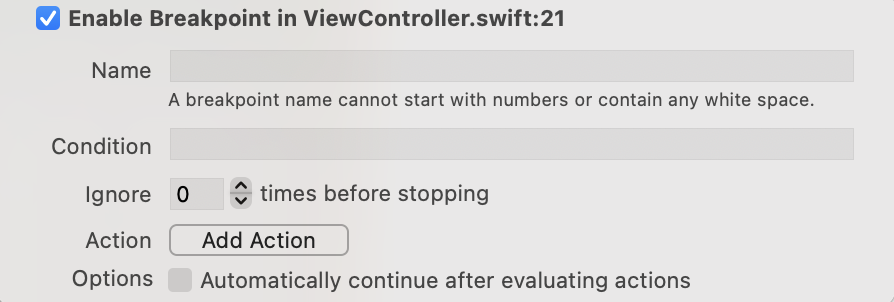 Enable Breakpoint in ViewController.swift:21
Name
A breakpoint name cannot start with numbers or contain any white space.
Condition
Ignore 0 times before stopping
Action Add Action
Options Automatically continue after evaluating actions